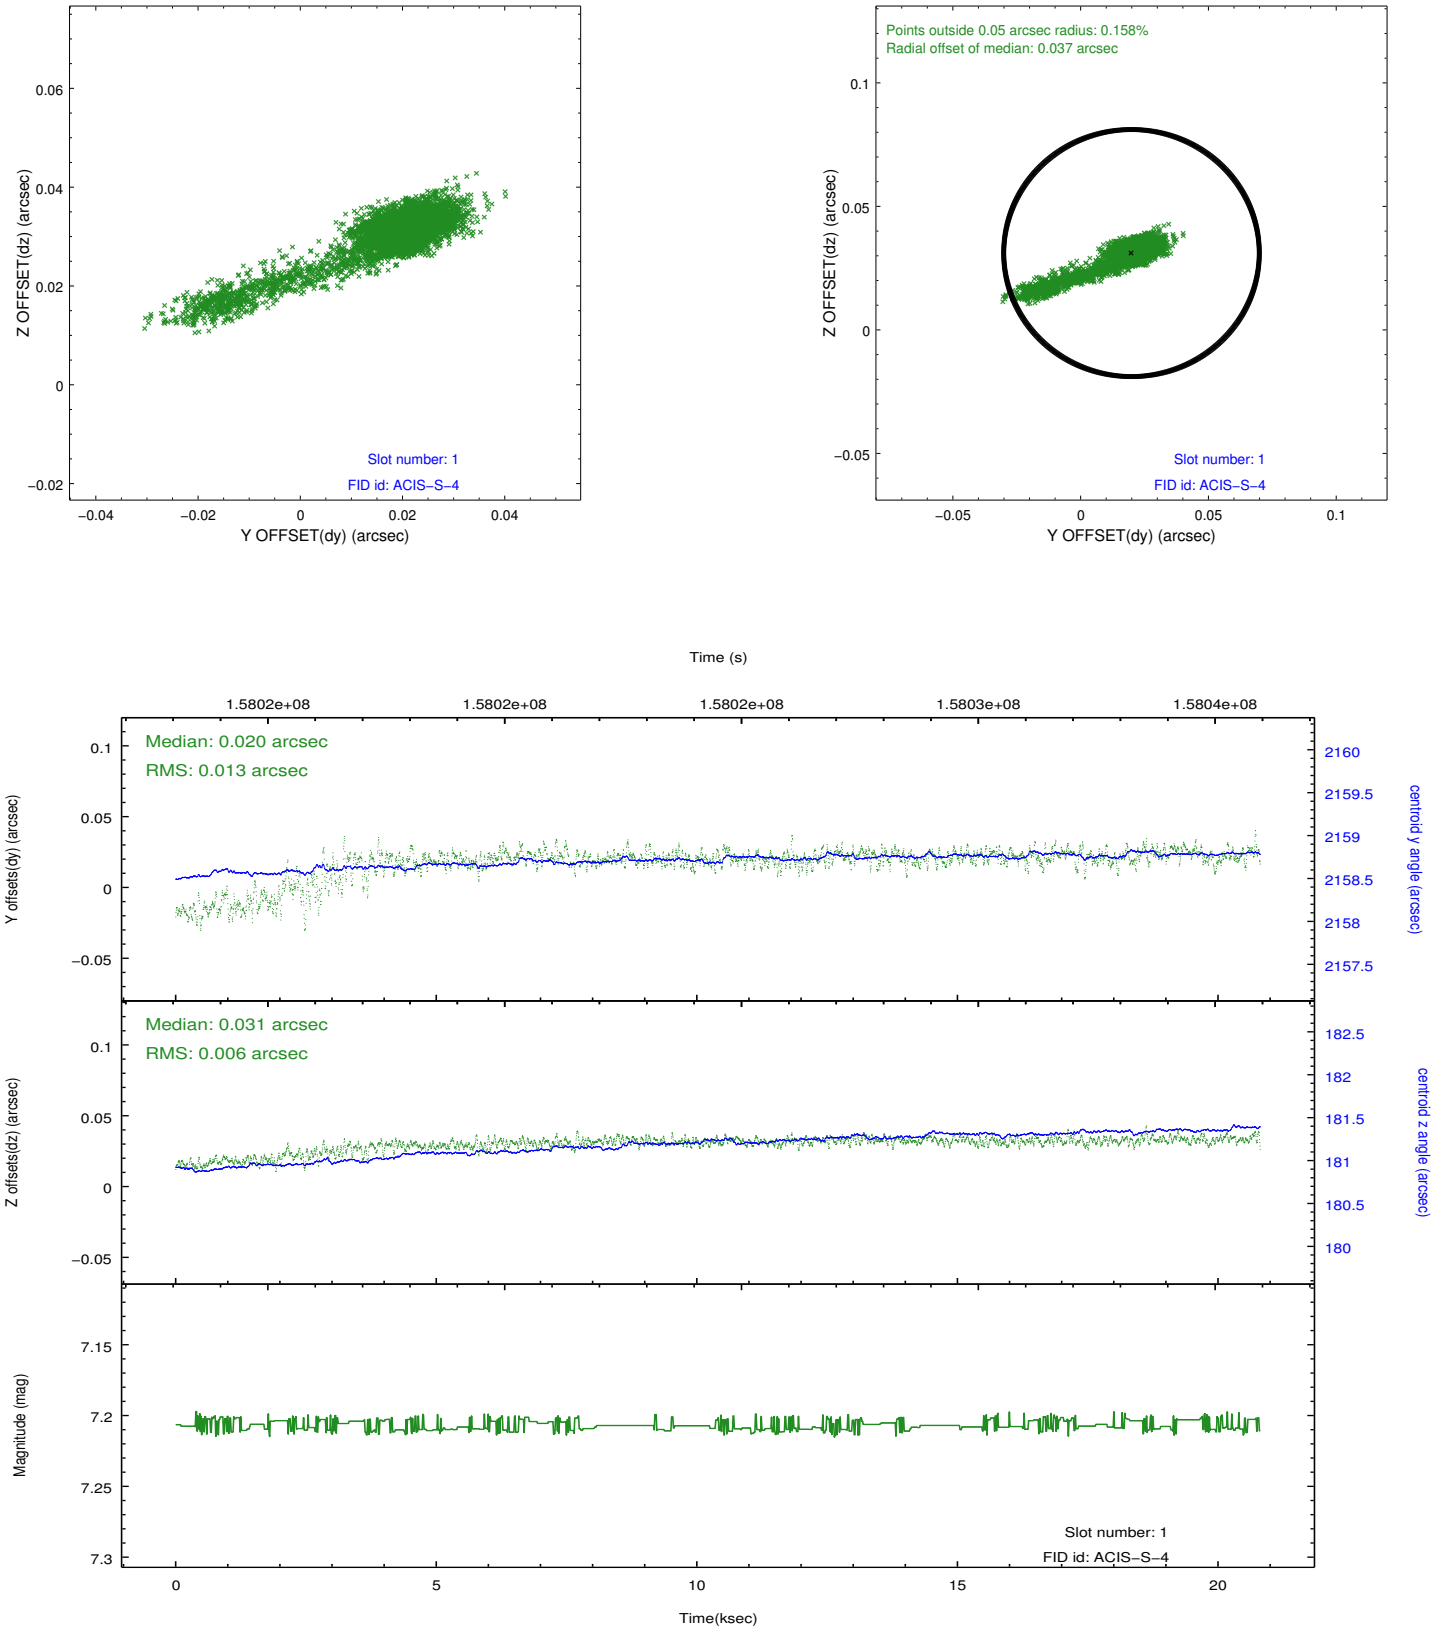 0.06
0.04
0.02
0
−0.02
Z OFFSET(dz) (arcsec)
Slot number: 1
FID id: ACIS−S−4
−0.04
−0.02
0
0.02
0.04
Y OFFSET(dy) (arcsec)
Points outside 0.05 arcsec radius: 0.158%
Radial offset of median: 0.037 arcsec
0.1
0.05
0
−0.05
Z OFFSET(dz) (arcsec)
Slot number: 1
FID id: ACIS−S−4
−0.05
0
0.05
0.1
Y OFFSET(dy) (arcsec)
Time (s)
1.5802e+08
1.5802e+08
1.5802e+08
1.5803e+08
1.5804e+08
Median: 0.020 arcsec
RMS: 0.013 arcsec
0.1
0.05
0
−0.05
Y offsets(dy) (arcsec)
2160
2159.5
2159
2158.5
2158
2157.5
centroid y angle (arcsec)
Median: 0.031 arcsec
RMS: 0.006 arcsec
0.1
0.05
0
−0.05
Z offsets(dz) (arcsec)
182.5
182
181.5
181
180.5
180
centroid z angle (arcsec)
7.15
7.2
7.25
7.3
Magnitude (mag)
Slot number: 1
FID id: ACIS−S−4
0
5
10
15
20
Time(ksec)